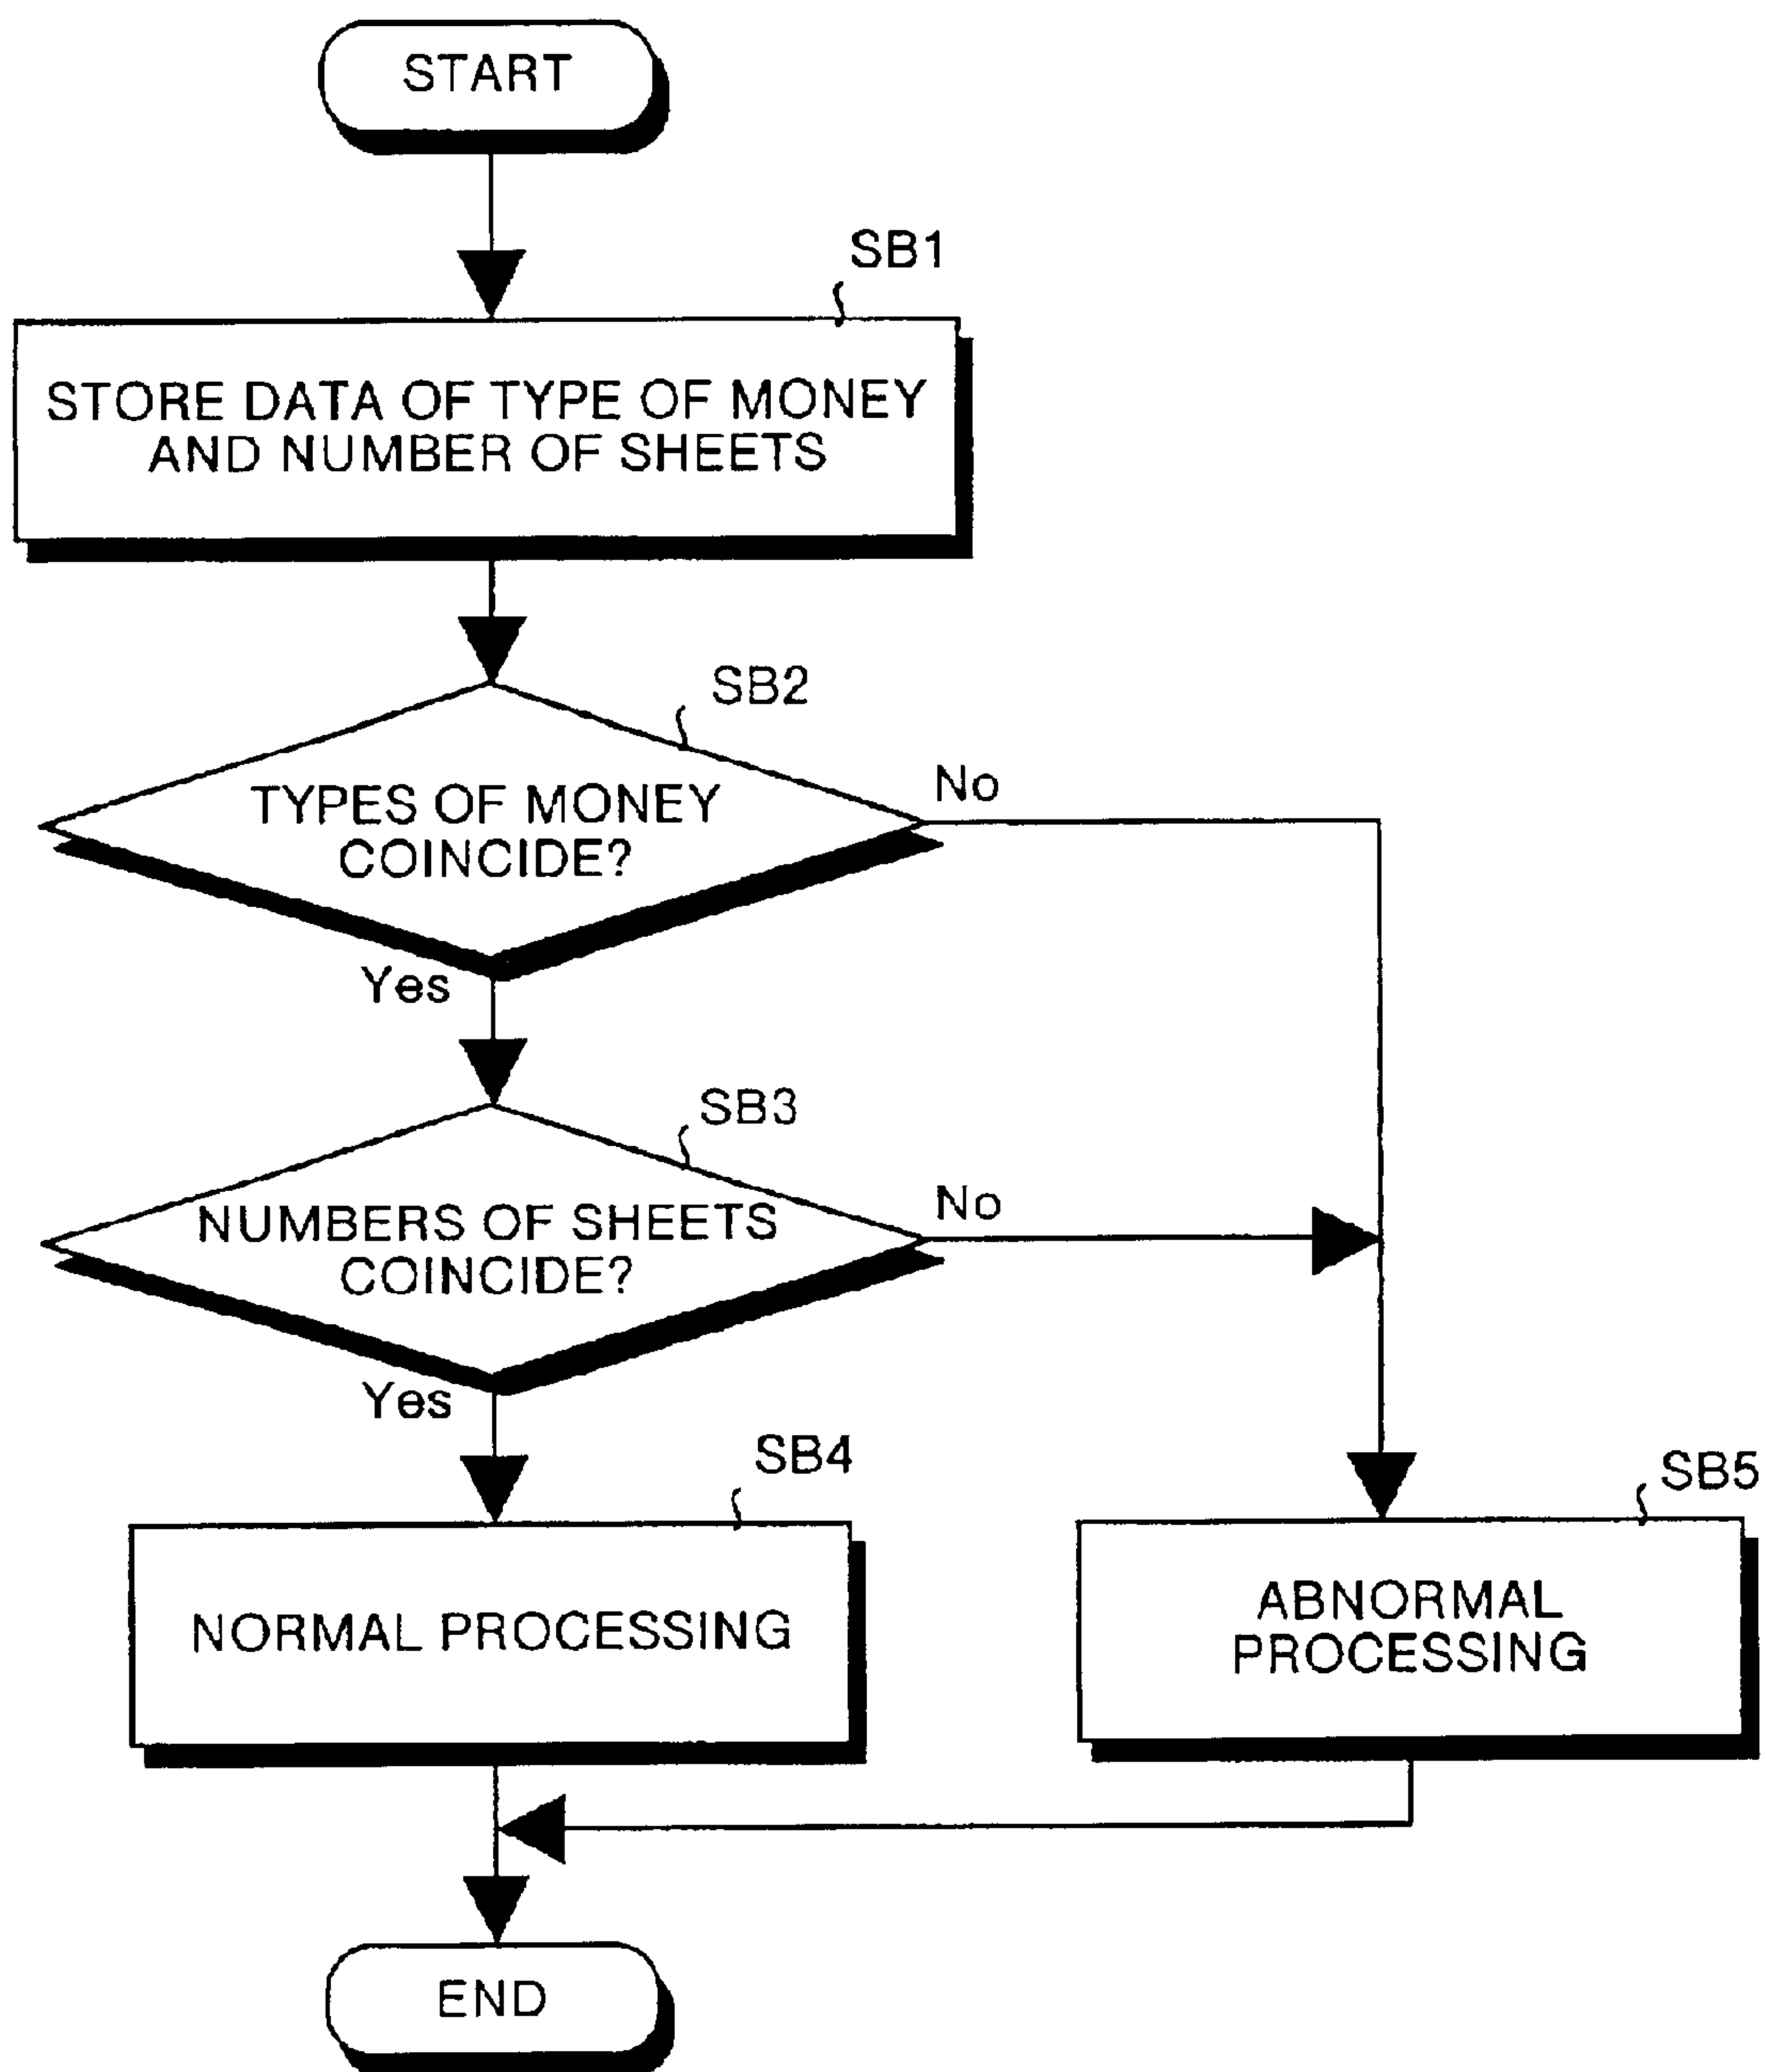 START
SB1
STORE DATA OF TYPE OF MONEY
AND NUMBER OF SHEETS
SB2
TYPES OF MONEY
COINCIDE?
No
Yes
SB3
NUMBERS OF SHEETS
COINCIDE?
No
Yes
SB4
NORMAL PROCESSING
SB5
ABNORMAL
PROCESSING
END